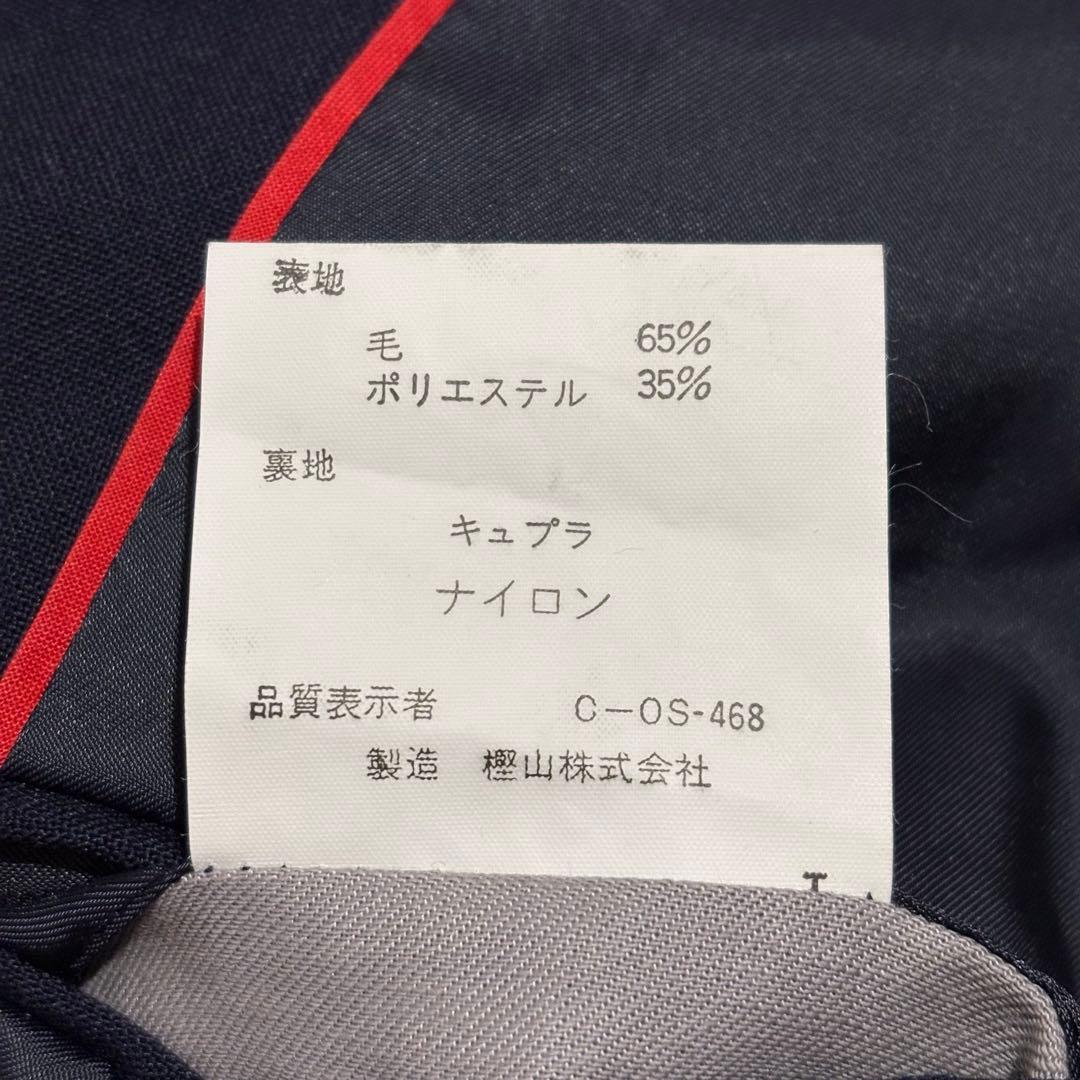 表地
毛 65%
ポリエステル 35%
裏地
キュプラ
ナイロン
品質表示者 C-OS-468
製造 樫山株式会社